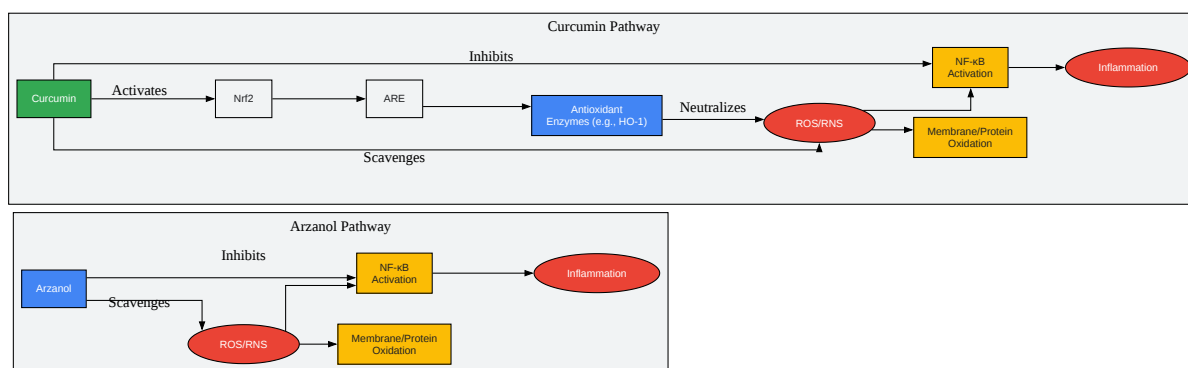 Curcumin Pathway
Inhibits
NF-κB
Activation
Inflammation
Curcumin
Activates
Nrf2
ARE
Antioxidant
Enzymes (e.g., HO-1)
Neutralizes
ROS/RNS
Membrane/Protein
Oxidation
Scavenges
Arzanol Pathway
Inhibits
NF-κB
Activation
Inflammation
Arzanol
Scavenges
ROS/RNS
Membrane/Protein
Oxidation